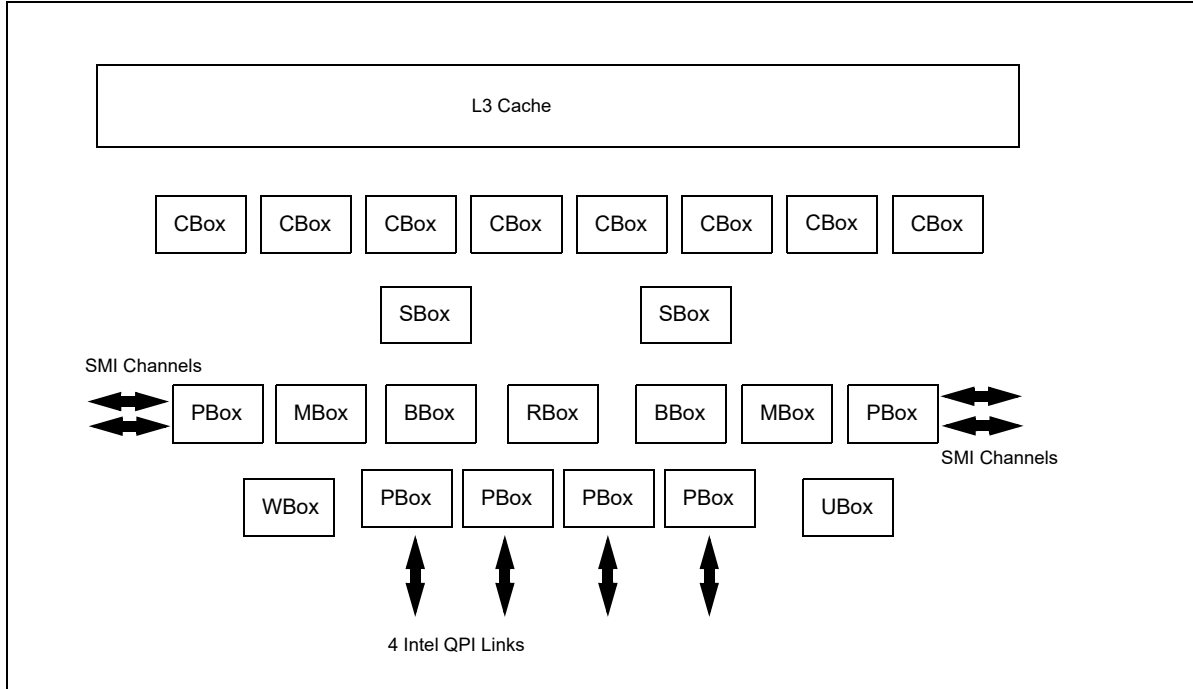 L3 Cache
CBox CBox CBox CBox CBox CBox CBox CBox
SBox SBox
SMI Channels
PBox MBox BBox RBox BBox MBox PBox
SMI Channels
WBox PBox PBox PBox PBox UBox
4 Intel QPI Links